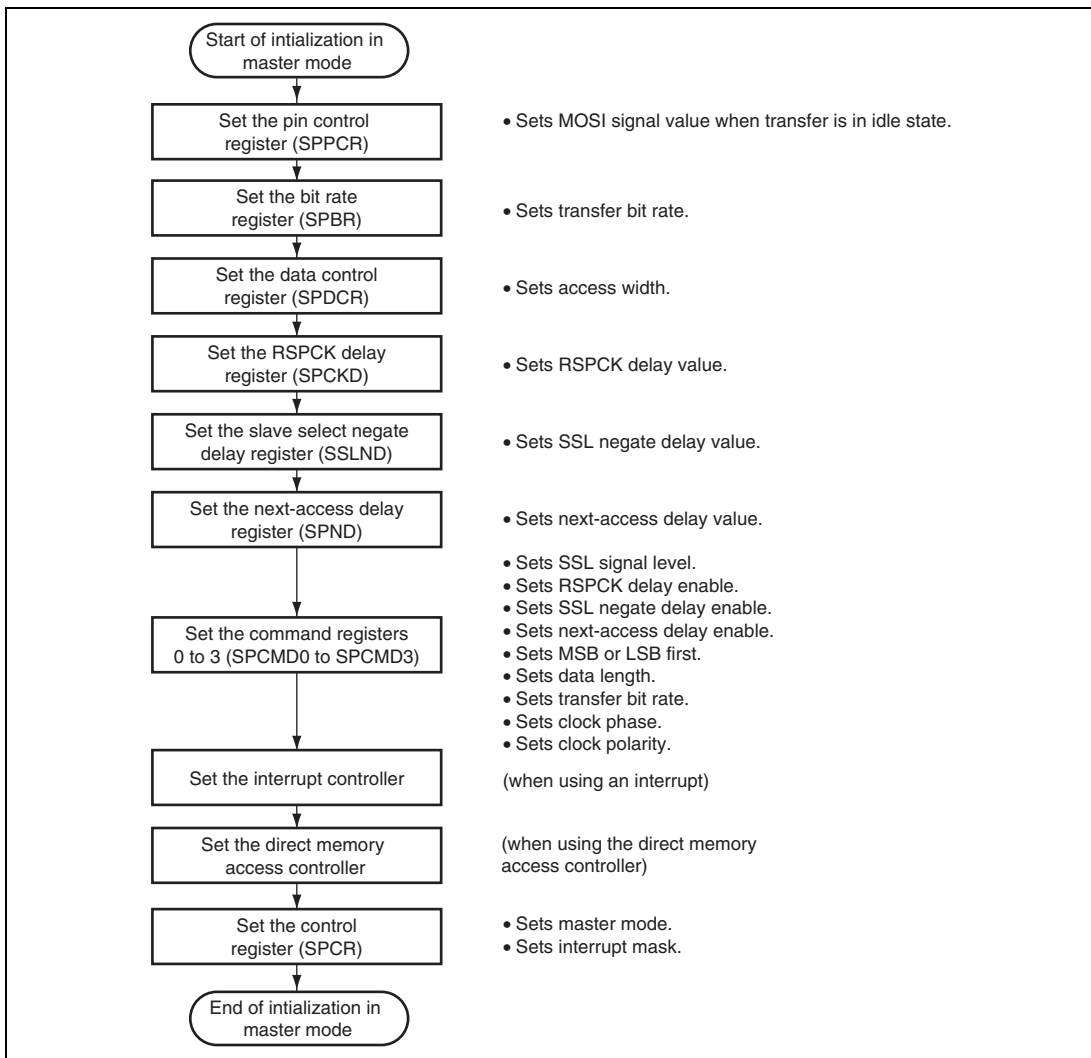 Start of intialization in
master mode
Set the pin control
register (SPPCR)
• Sets MOSI signal value when transfer is in idle state.
Set the bit rate
register (SPBR)
• Sets transfer bit rate.
Set the data control
register (SPDCR)
• Sets access width.
Set the RSPCK delay
register (SPCKD)
• Sets RSPCK delay value.
Set the slave select negate
delay register (SSLND)
• Sets SSL negate delay value.
Set the next-access delay
register (SPND)
• Sets next-access delay value.
Set the command registers
0 to 3 (SPCMD0 to SPCMD3)
• Sets SSL signal level.
• Sets RSPCK delay enable.
• Sets SSL negate delay enable.
• Sets next-access delay enable.
• Sets MSB or LSB first.
• Sets data length.
• Sets transfer bit rate.
• Sets clock phase.
• Sets clock polarity.
Set the interrupt controller
(when using an interrupt)
Set the direct memory
access controller
(when using the direct memory
access controller)
Set the control
register (SPCR)
• Sets master mode.
• Sets interrupt mask.
End of intialization in
master mode